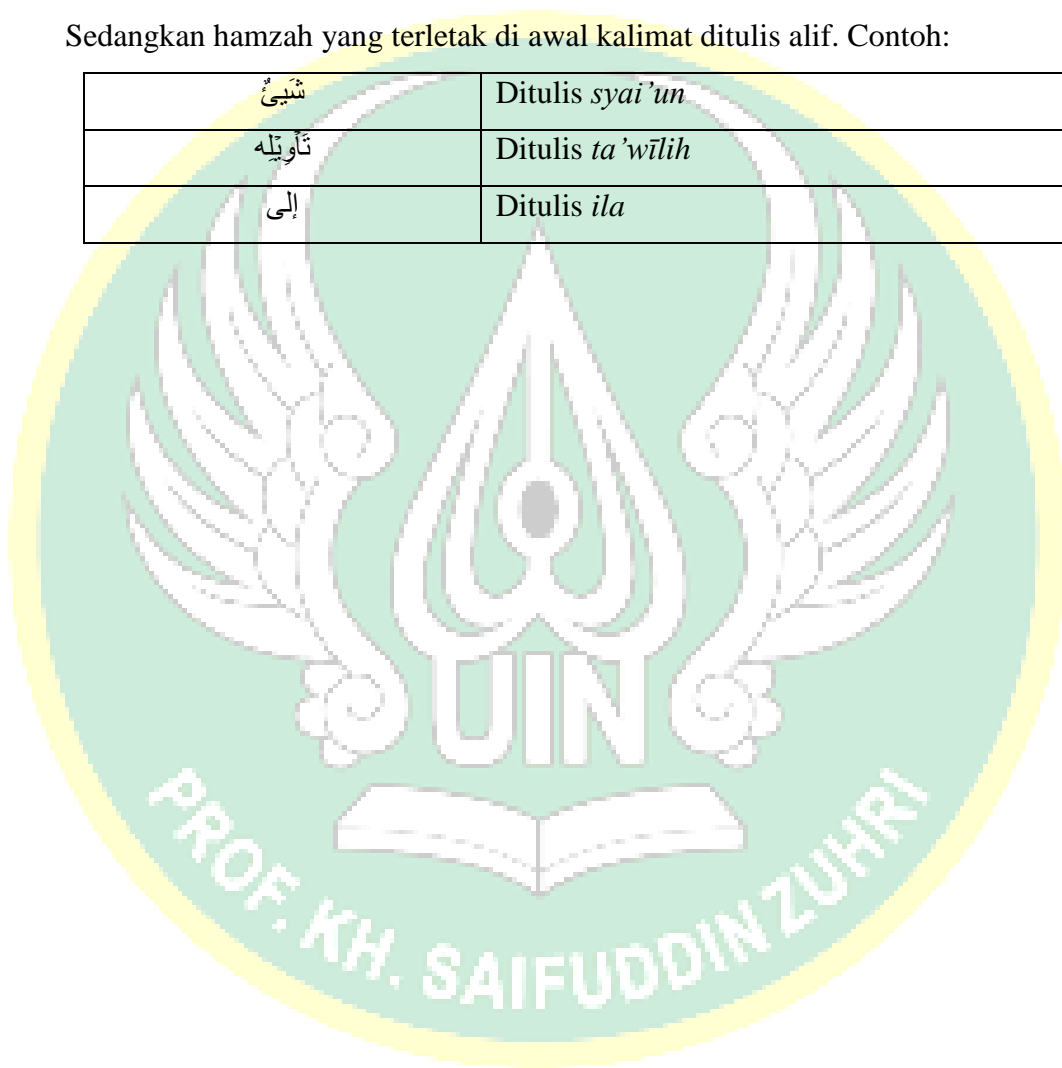 Sedangkan hamzah yang terletak di awal kalimat ditulis alif. Contoh:
شَيئٌ Ditulis syai’un
تَأْوِيْلِه Ditulis ta’wīlih
إلى Ditulis ila
UIN
PROF. KH. SAIFUDDIN ZUHRI